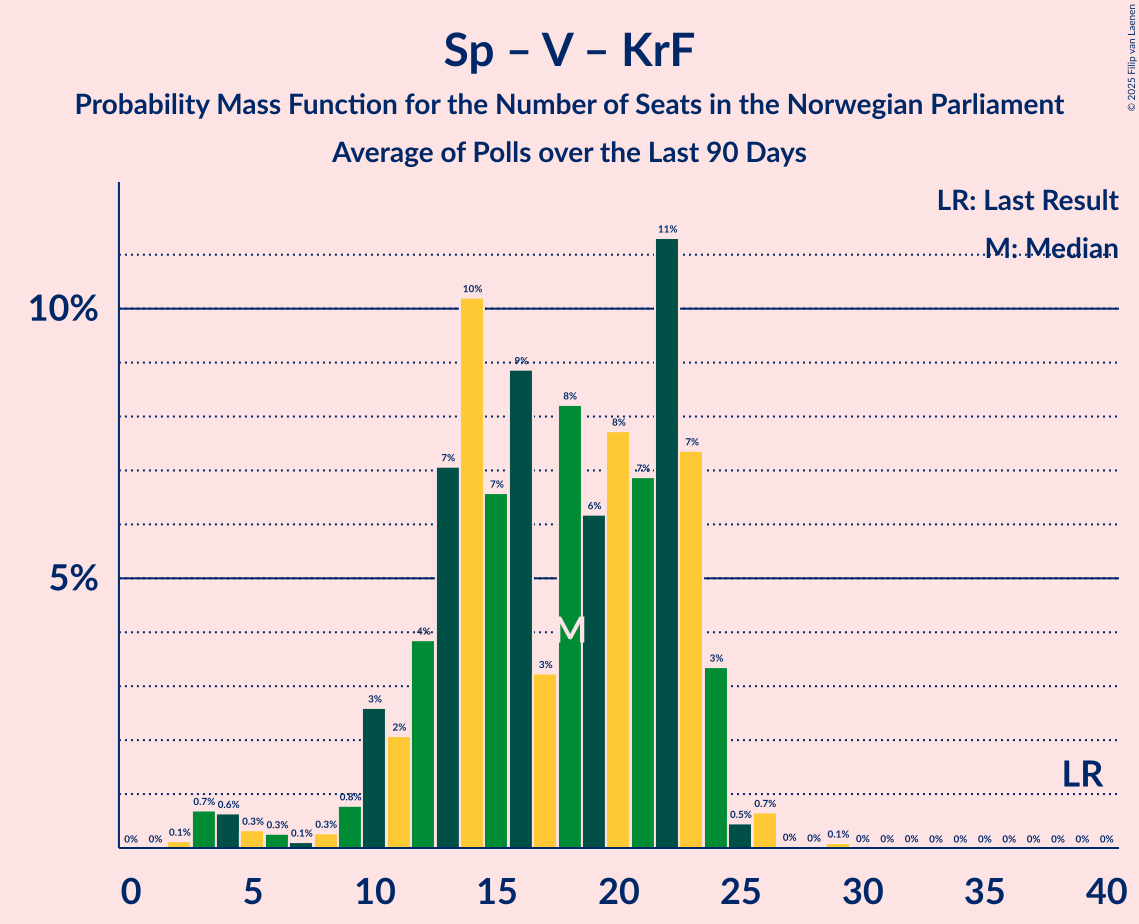 Sp – V – KrF
Probability Mass Function for the Number of Seats in the Norwegian Parliament
Average of Polls over the Last 90 Days
© 2025 Filip van Laenen
LR: Last Result
M: Median
10%
5%
0% 0% 0.1% 0.7% 0.6% 0.3% 0.3% 0.1% 0.3% 0.8% 3% 2% 4% 7% 10% 7% 9% 3% 8% 6% 8% 7% 11% 7% 3% 0.5% 0.7% 0% 0% 0.1% 0% 0% 0% 0% 0% 0% 0% 0% 0% 0% 0%
M
LR
0 5 10 15 20 25 30 35 40